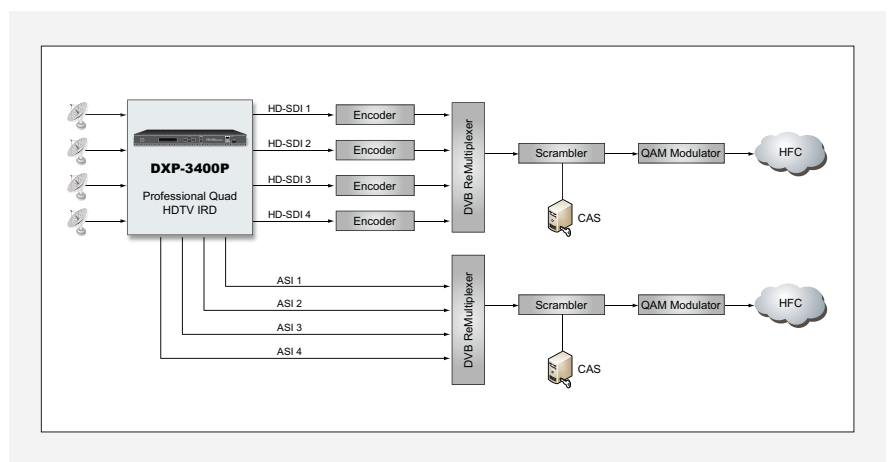 HD-SDI 1
Encoder
HD-SDI 2
Encoder
DXP-3400P
Professional Quad
HDTV IRD
HD-SDI 3
Encoder
HD-SDI 4
Encoder
DVB ReMultiplexer
Scrambler
QAM Modulator
HFC
CAS
ASI 1
ASI 2
ASI 3
ASI 4
DVB ReMultiplexer
Scrambler
QAM Modulator
HFC
CAS